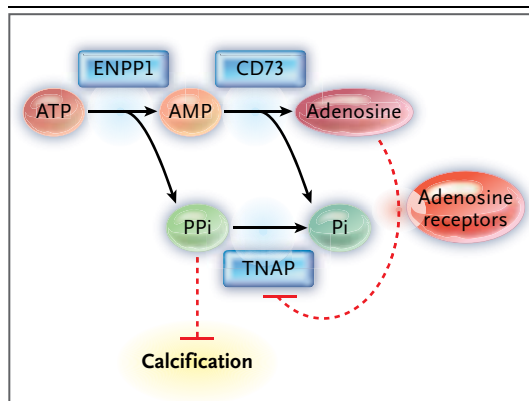 ENPP1
CD73
ATP
AMP
Adenosine
Adenosine
receptors
PPi
Pi
TNAP
Calcification